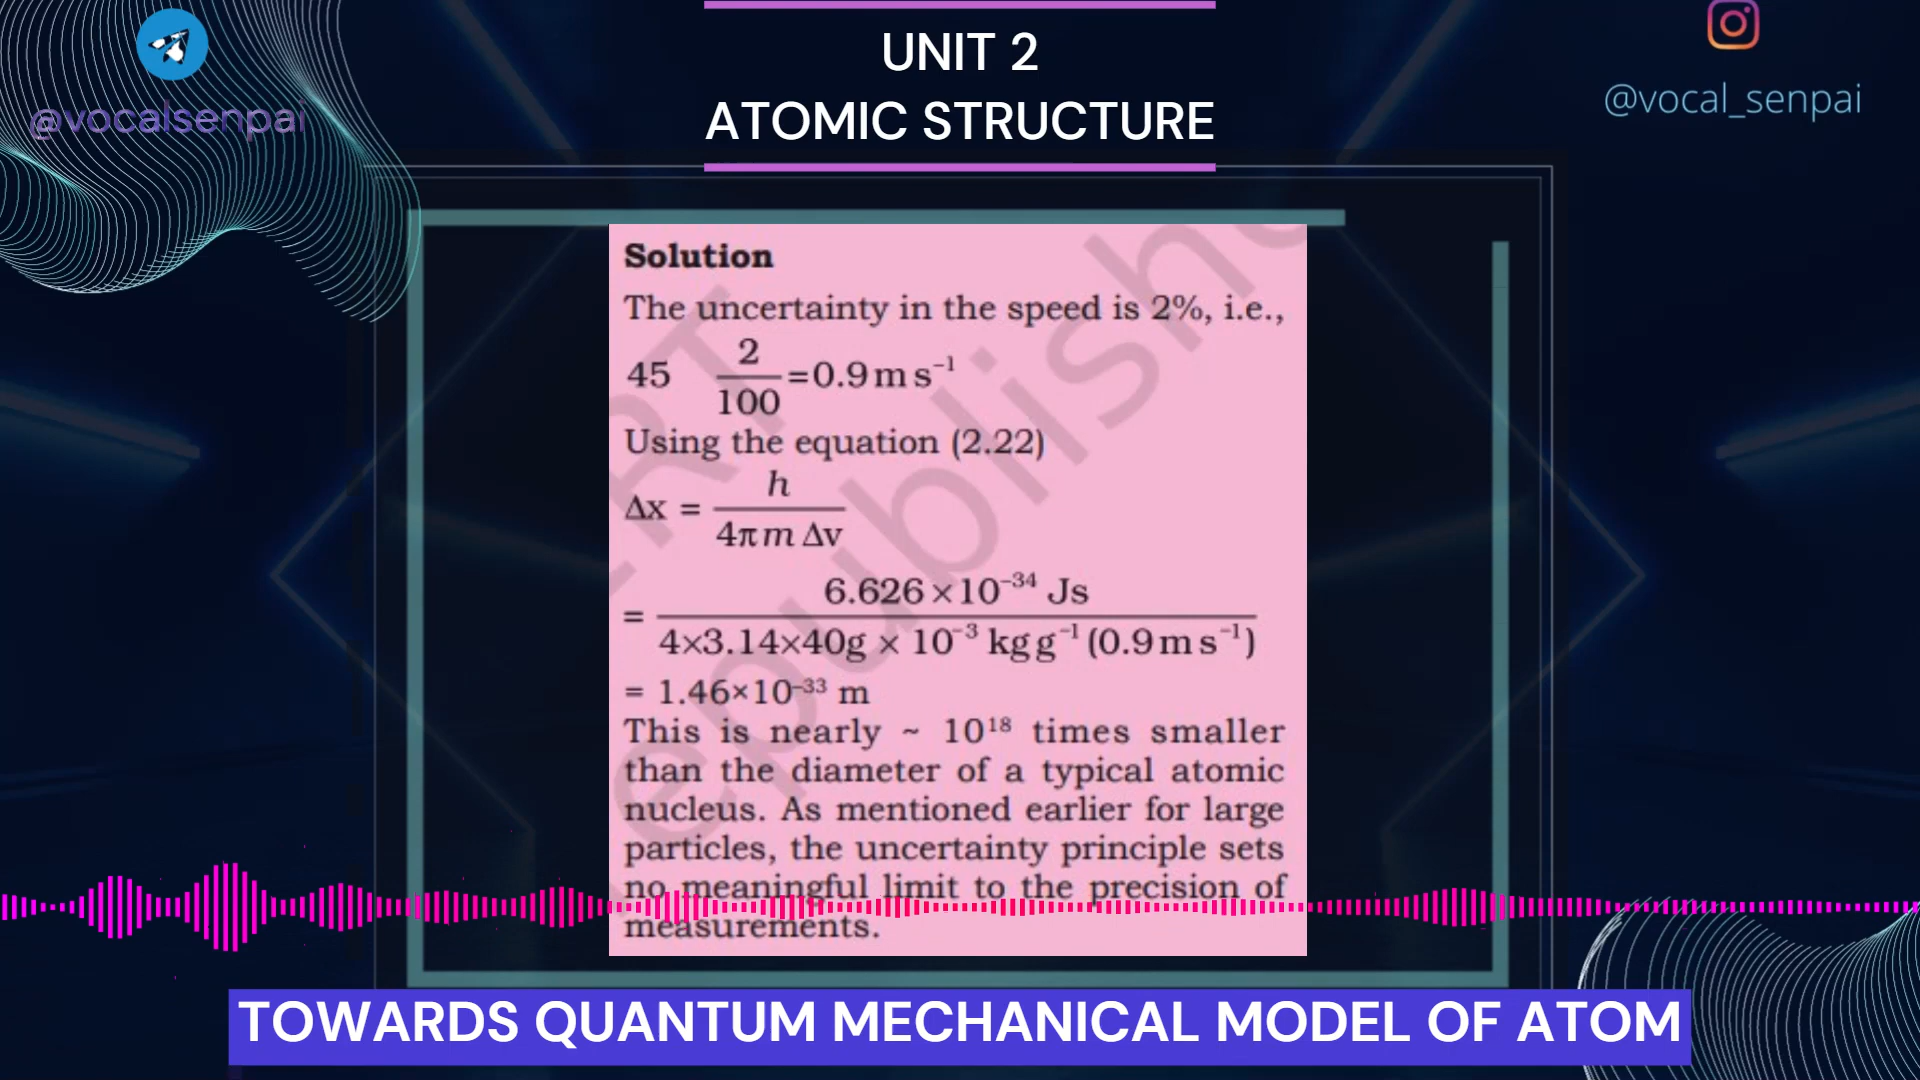 UNIT 2
ATOMIC STRUCTURE
@vocalsenpai
@vocal_senpai
Solution
The uncertainty in the speed is 2%, i.e.,
45 2/100 =0.9 m s⁻¹
Using the equation (2.22)
Δx = h / 4π m Δv
= 6.626×10⁻³⁴ Js / 4×3.14×40g × 10⁻³ kg g⁻¹ (0.9 m s⁻¹)
= 1.46×10⁻³³ m
This is nearly ~ 10¹⁸ times smaller
than the diameter of a typical atomic
nucleus. As mentioned earlier for large
particles, the uncertainty principle sets
no meaningful limit to the precision of
measurements.
TOWARDS QUANTUM MECHANICAL MODEL OF ATOM